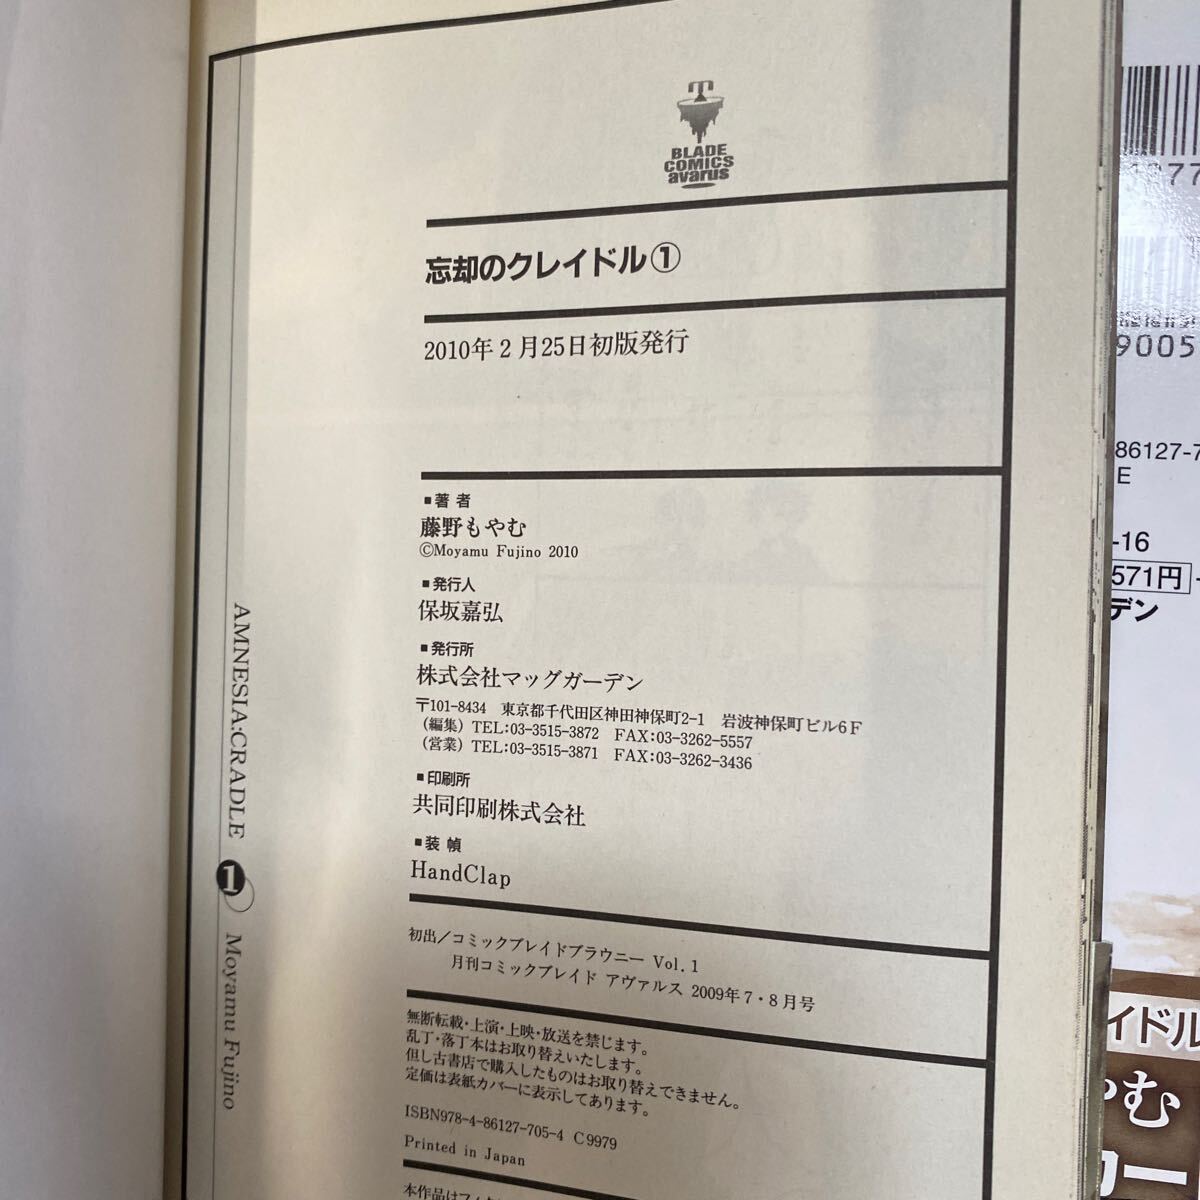 BLADE
COMICS
avarus
忘却のクレイドル①
2010年2月25日初版発行
■著 者
藤野もやむ
©Moyamu Fujino 2010
■発行人
保坂嘉弘
■発行所
株式会社マッグガーデン
〒101-8434 東京都千代田区神田神保町2-1 岩波神保町ビル6F
(編集) TEL:03-3515-3872 FAX:03-3262-5557
(営業) TEL:03-3515-3871 FAX:03-3262-3436
■印刷所
共同印刷株式会社
■装 幀
HandClap
初出/コミックブレイドブラウニー Vol.1
月刊コミックブレイド アヴァルス 2009年7・8月号
無断転載・上演・上映・放送を禁じます。
乱丁・落丁本はお取り替えいたします。
但し古書店で購入したものはお取り替えできません。
定価は表紙カバーに表示してあります。
ISBN978-4-86127-705-4 C9979
Printed in Japan
本作品はフィ
AMNESIA:CRADLE 1 Moyamu Fujino
9005
86127-7
E
-16
571円
デン
イドル
やむ